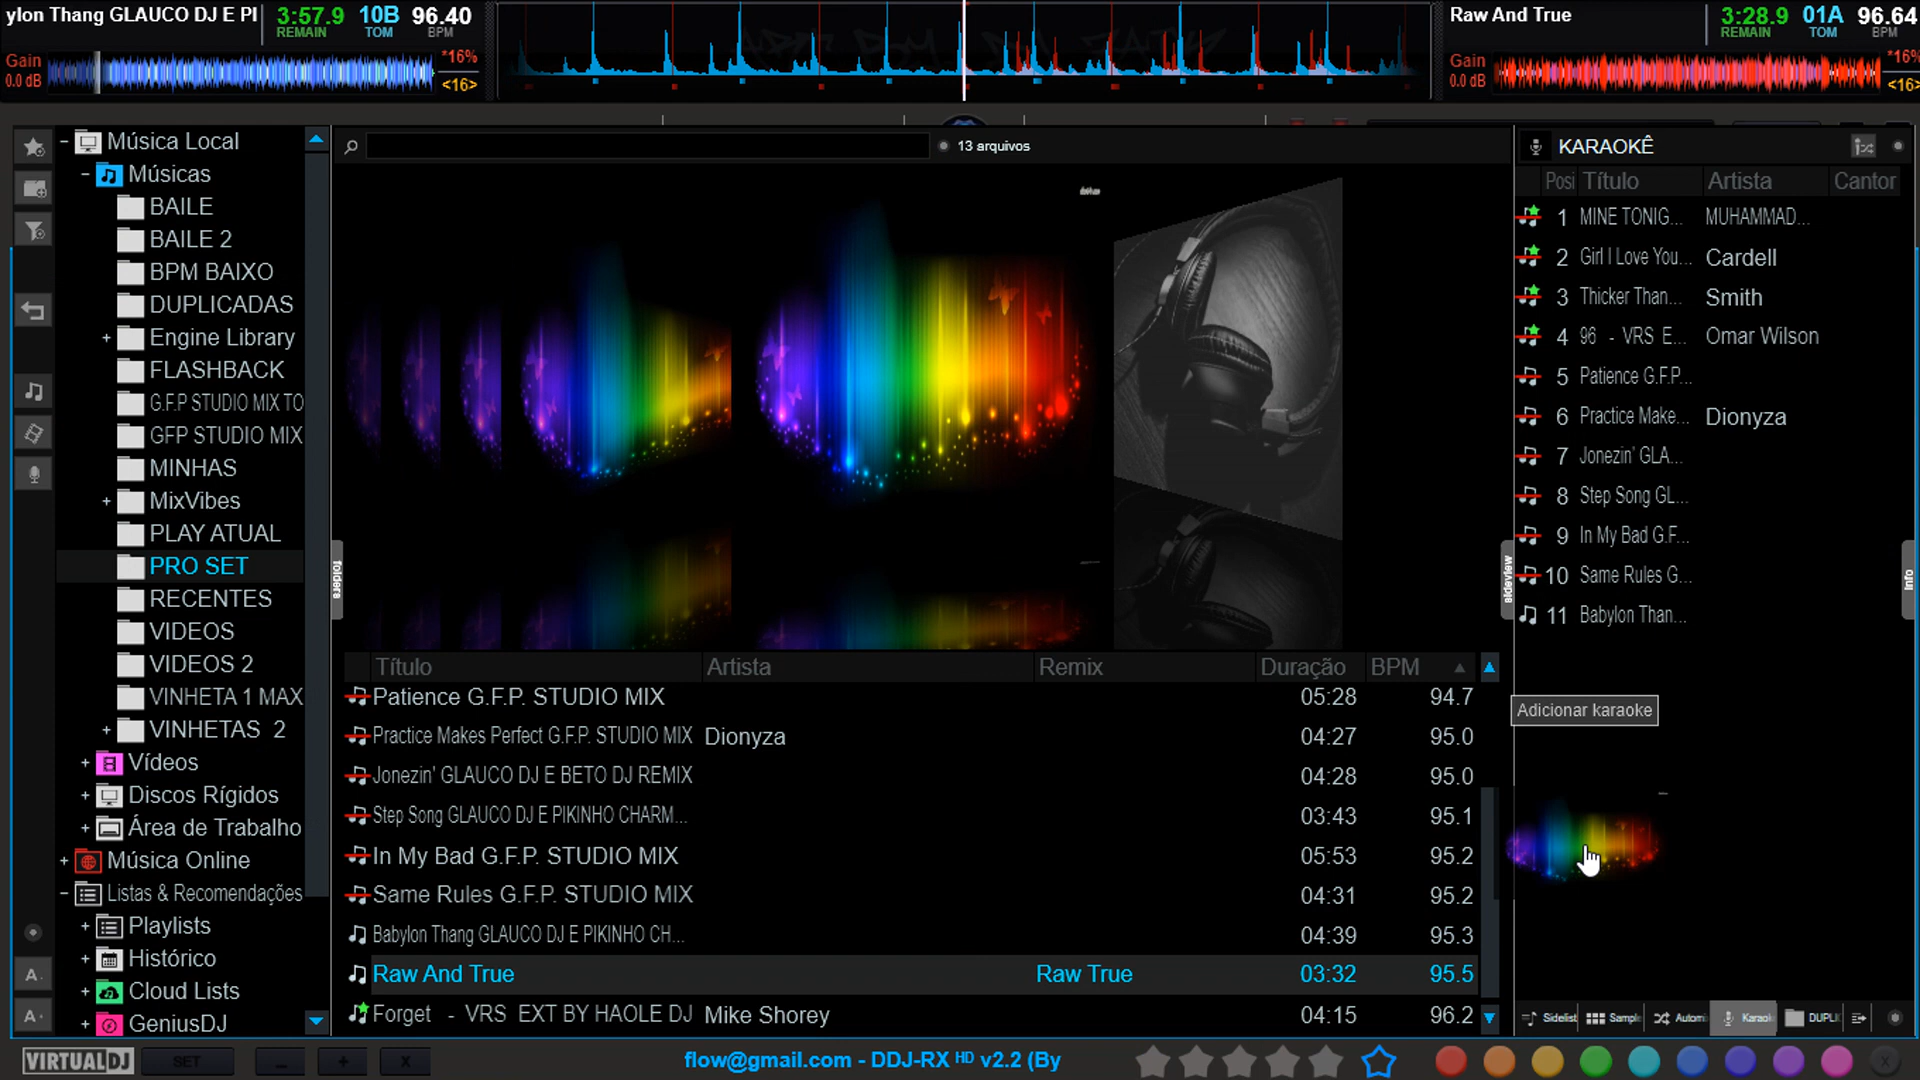 ylon Thang GLAUCO DJ E PI
3:57.9
REMAIN
10B
TOM
96.40
BPM
Gain
0.0 dB
*16%
<16>
Raw And True
3:28.9
REMAIN
01A
TOM
96.64
BPM
Gain
0.0 dB
*16%
<16>
Música Local
Músicas
BAILE
BAILE 2
BPM BAIXO
DUPLICADAS
Engine Library
FLASHBACK
G.F.P STUDIO MIX TO
GFP STUDIO MIX
MINHAS
MixVibes
PLAY ATUAL
PRO SET
RECENTES
VIDEOS
VIDEOS 2
VINHETA 1 MAX
VINHETAS 2
Vídeos
Discos Rígidos
Área de Trabalho
Música Online
Listas & Recomendações
Playlists
Histórico
Cloud Lists
GeniusDJ
folders
13 arquivos
Título Artista Remix Duração BPM
Patience G.F.P. STUDIO MIX 05:28 94.7
Practice Makes Perfect G.F.P. STUDIO MIX Dionyza 04:27 95.0
Jonezin' GLAUCO DJ E BETO DJ REMIX 04:28 95.0
Step Song GLAUCO DJ E PIKINHO CHARM... 03:43 95.1
In My Bad G.F.P. STUDIO MIX 05:53 95.2
Same Rules G.F.P. STUDIO MIX 04:31 95.2
Babylon Thang GLAUCO DJ E PIKINHO CH... 04:39 95.3
Raw And True Raw True 03:32 95.5
Forget - VRS EXT BY HAOLE DJ Mike Shorey 04:15 96.2
sideview
KARAOKÊ
Posi Título Artista Cantor
1 MINE TONIG... MUHAMMAD...
2 Girl I Love You... Cardell
3 Thicker Than... Smith
4 96 - VRS E... Omar Wilson
5 Patience G.F.P...
6 Practice Make... Dionyza
7 Jonezin' GLA...
8 Step Song GL...
9 In My Bad G.F...
10 Same Rules G...
11 Babylon Than...
Adicionar karaoke
Info
Sidelist Sampl Autom Karaok DUPLI
A-
A+
VIRTUALDJ
SET
- + X
flow@gmail.com - DDJ-RX HD v2.2 (By
X